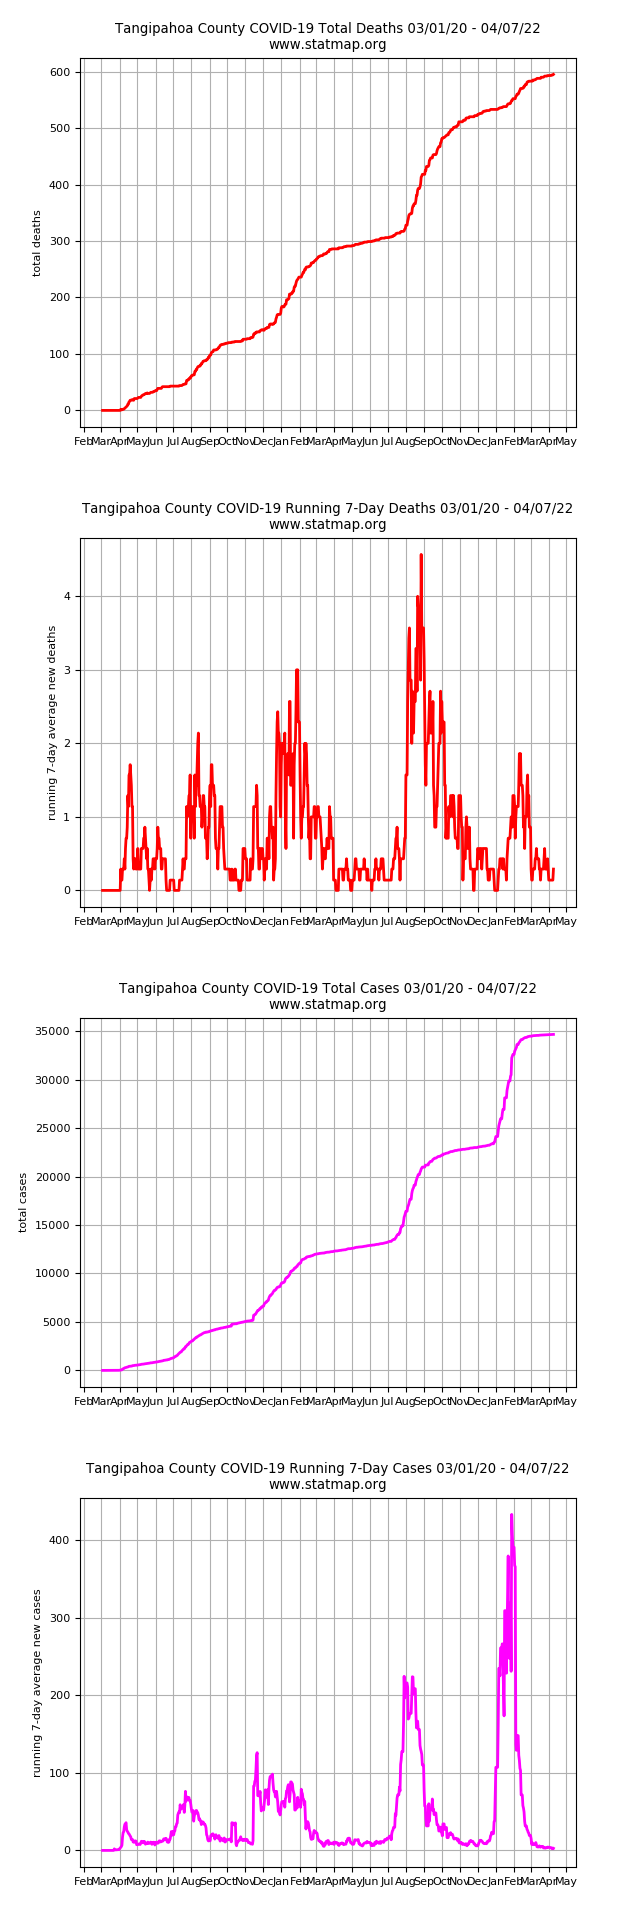 Tangipahoa County COVID-19 Total Deaths 03/01/20 - 04/07/22
www.statmap.org
600
500
400
300
200
100
0
total deaths
Feb Mar Apr May Jun Jul Aug Sep Oct Nov Dec Jan Feb Mar Apr May Jun Jul Aug Sep Oct Nov Dec Jan Feb Mar Apr May
Tangipahoa County COVID-19 Running 7-Day Deaths 03/01/20 - 04/07/22
www.statmap.org
4
3
2
1
0
running 7-day average new deaths
Feb Mar Apr May Jun Jul Aug Sep Oct Nov Dec Jan Feb Mar Apr May Jun Jul Aug Sep Oct Nov Dec Jan Feb Mar Apr May
Tangipahoa County COVID-19 Total Cases 03/01/20 - 04/07/22
www.statmap.org
35000
30000
25000
20000
15000
10000
5000
0
total cases
Feb Mar Apr May Jun Jul Aug Sep Oct Nov Dec Jan Feb Mar Apr May Jun Jul Aug Sep Oct Nov Dec Jan Feb Mar Apr May
Tangipahoa County COVID-19 Running 7-Day Cases 03/01/20 - 04/07/22
www.statmap.org
400
300
200
100
0
running 7-day average new cases
Feb Mar Apr May Jun Jul Aug Sep Oct Nov Dec Jan Feb Mar Apr May Jun Jul Aug Sep Oct Nov Dec Jan Feb Mar Apr May